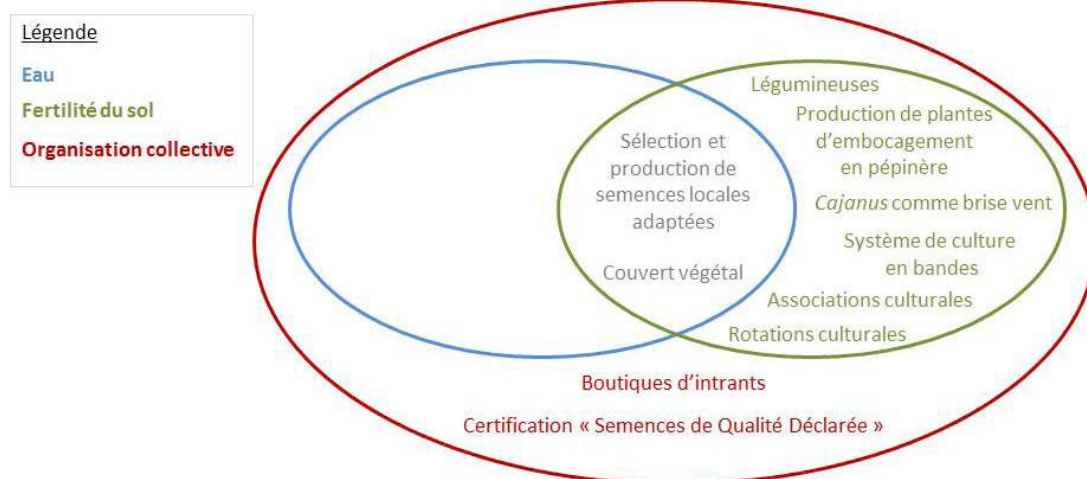 Légende
Eau
Fertilité du sol
Organisation collective
Sélection et
production de
semences locales
adaptées
Couvert végétal
Légumineuses
Production de plantes
d'embocagement
en pépinère
Cajanus comme brise vent
Système de culture
en bandes
Associations culturales
Rotations culturales
Boutiques d'intrants
Certification « Semences de Qualité Déclarée »